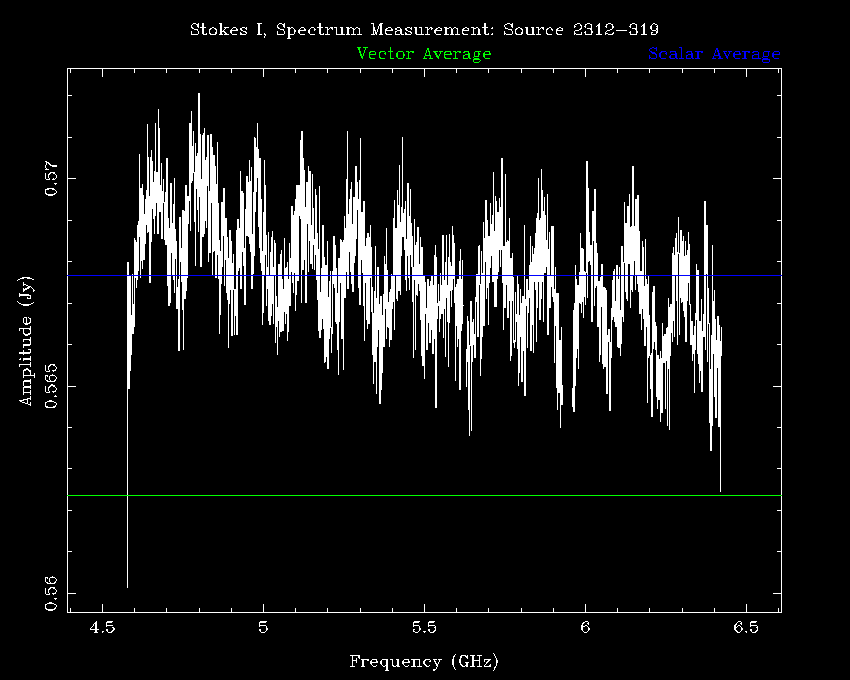 Stokes I, Spectrum Measurement: Source 2312-319
Vector Average Scalar Average
0.57
0.565
0.56
Amplitude (Jy)
4.5 5 5.5 6 6.5
Frequency (GHz)